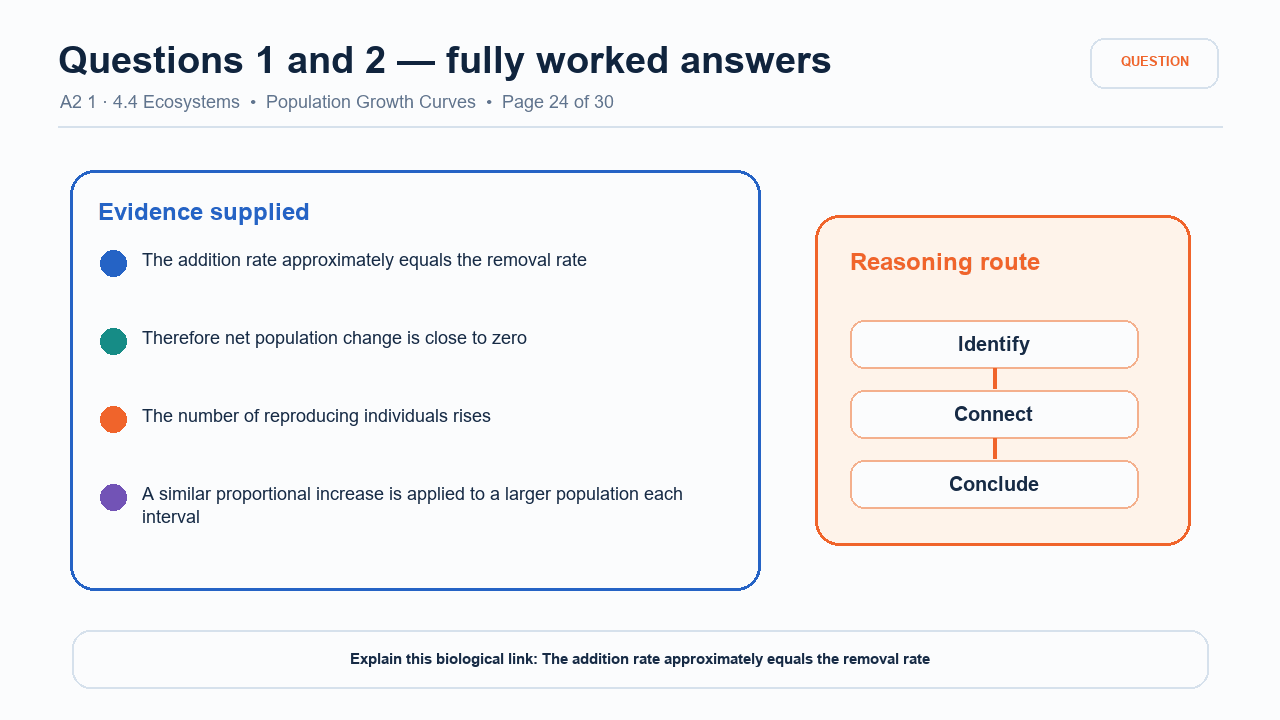 Questions 1 and 2 — fully worked answers
QUESTION
A2 1 · 4.4 Ecosystems • Population Growth Curves • Page 24 of 30
Evidence supplied
The addition rate approximately equals the removal rate
Therefore net population change is close to zero
The number of reproducing individuals rises
A similar proportional increase is applied to a larger population each
interval
Reasoning route
Identify
Connect
Conclude
Explain this biological link: The addition rate approximately equals the removal rate